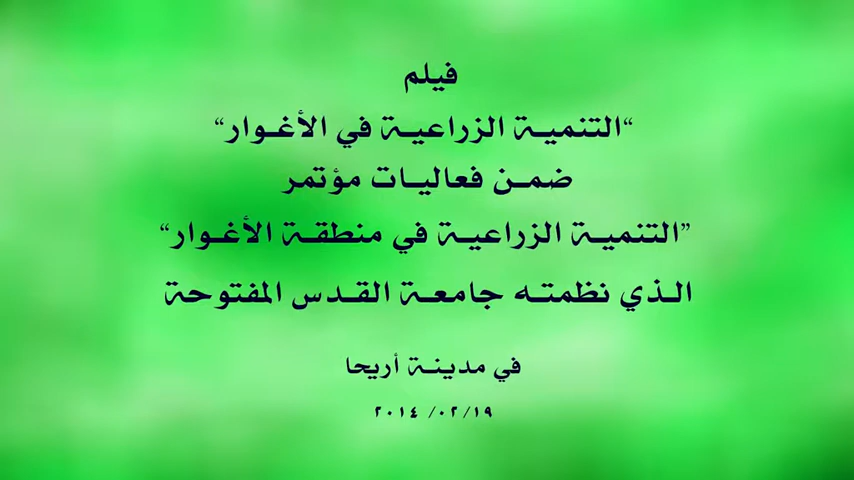 فيلم
“التنمية الزراعية في الأغوار“
ضمن فعاليات مؤتمر
”التنمية الزراعية في منطقة الأغوار“
الذي نظمته جامعة القدس المفتوحة
في مدينة أريحا
٢٠١٤ /٠٢/١٩